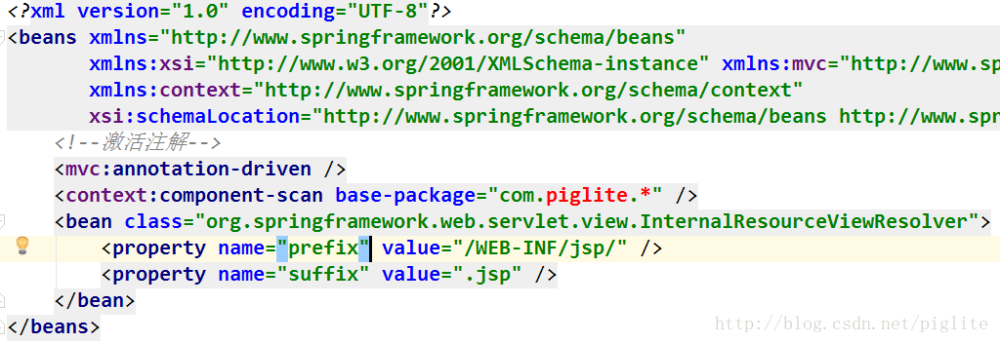 <?xml version="1.0" encoding="UTF-8"?>
<beans xmlns="http://www.springframework.org/schema/beans"
xmlns:xsi="http://www.w3.org/2001/XMLSchema-instance" xmlns:mvc="http://www.sp
xmlns:context="http://www.springframework.org/schema/context"
xsi:schemaLocation="http://www.springframework.org/schema/beans http://www.spr
<!--激活注解-->
<mvc:annotation-driven />
<context:component-scan base-package="com.piglite.*" />
<bean class="org.springframework.web.servlet.view.InternalResourceViewResolver">
<property name="prefix" value="/WEB-INF/jsp/" />
<property name="suffix" value=".jsp" />
</bean>
</beans>
http://blog.csdn.net/piglite